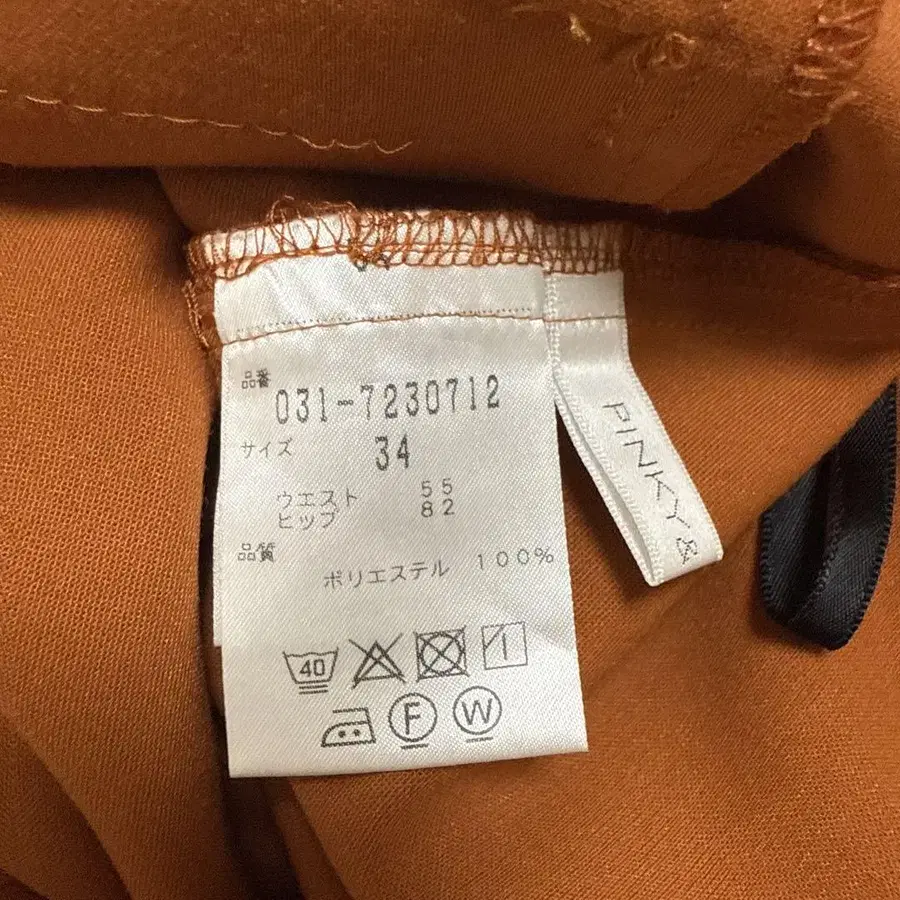 品番
031-7230712
サイズ
34
ウエスト 55
ヒップ 82
品質
ポリエステル 100%
40
F W
PINKY &